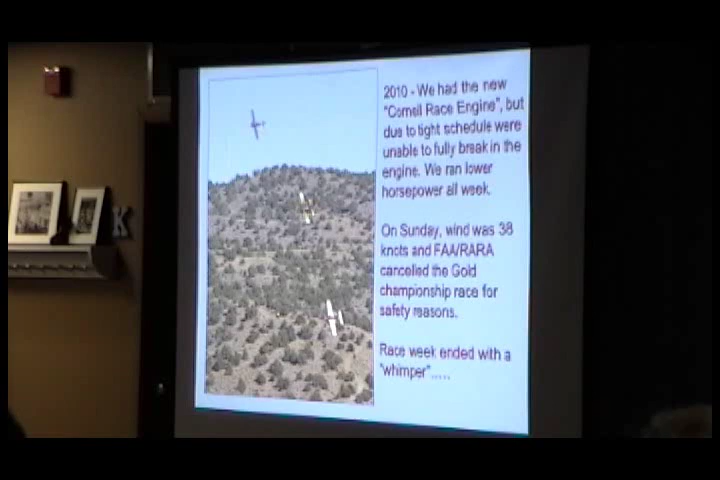 2010 - We had the new
"Cornell Race Engine", but
due to tight schedule were
unable to fully break in the
engine. We ran lower
horsepower all week.
On Sunday, wind was 38
knots and FAA/RARA
cancelled the Gold
championship race for
safety reasons.
Race week ended with a
"whimper".....
K